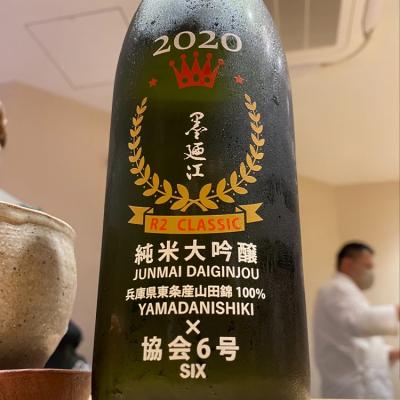 2020
墨廼江
R2 CLASSIC
純米大吟醸
JUNMAI DAIGINJOU
兵庫県東条産山田錦 100%
YAMADANISHIKI
×
協会6号
SIX